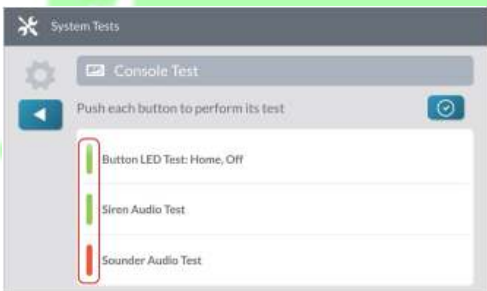 System Tests
Console Test
Push each button to perform its test
Button LED Test: Home, Off
Siren Audio Test
Sounder Audio Test